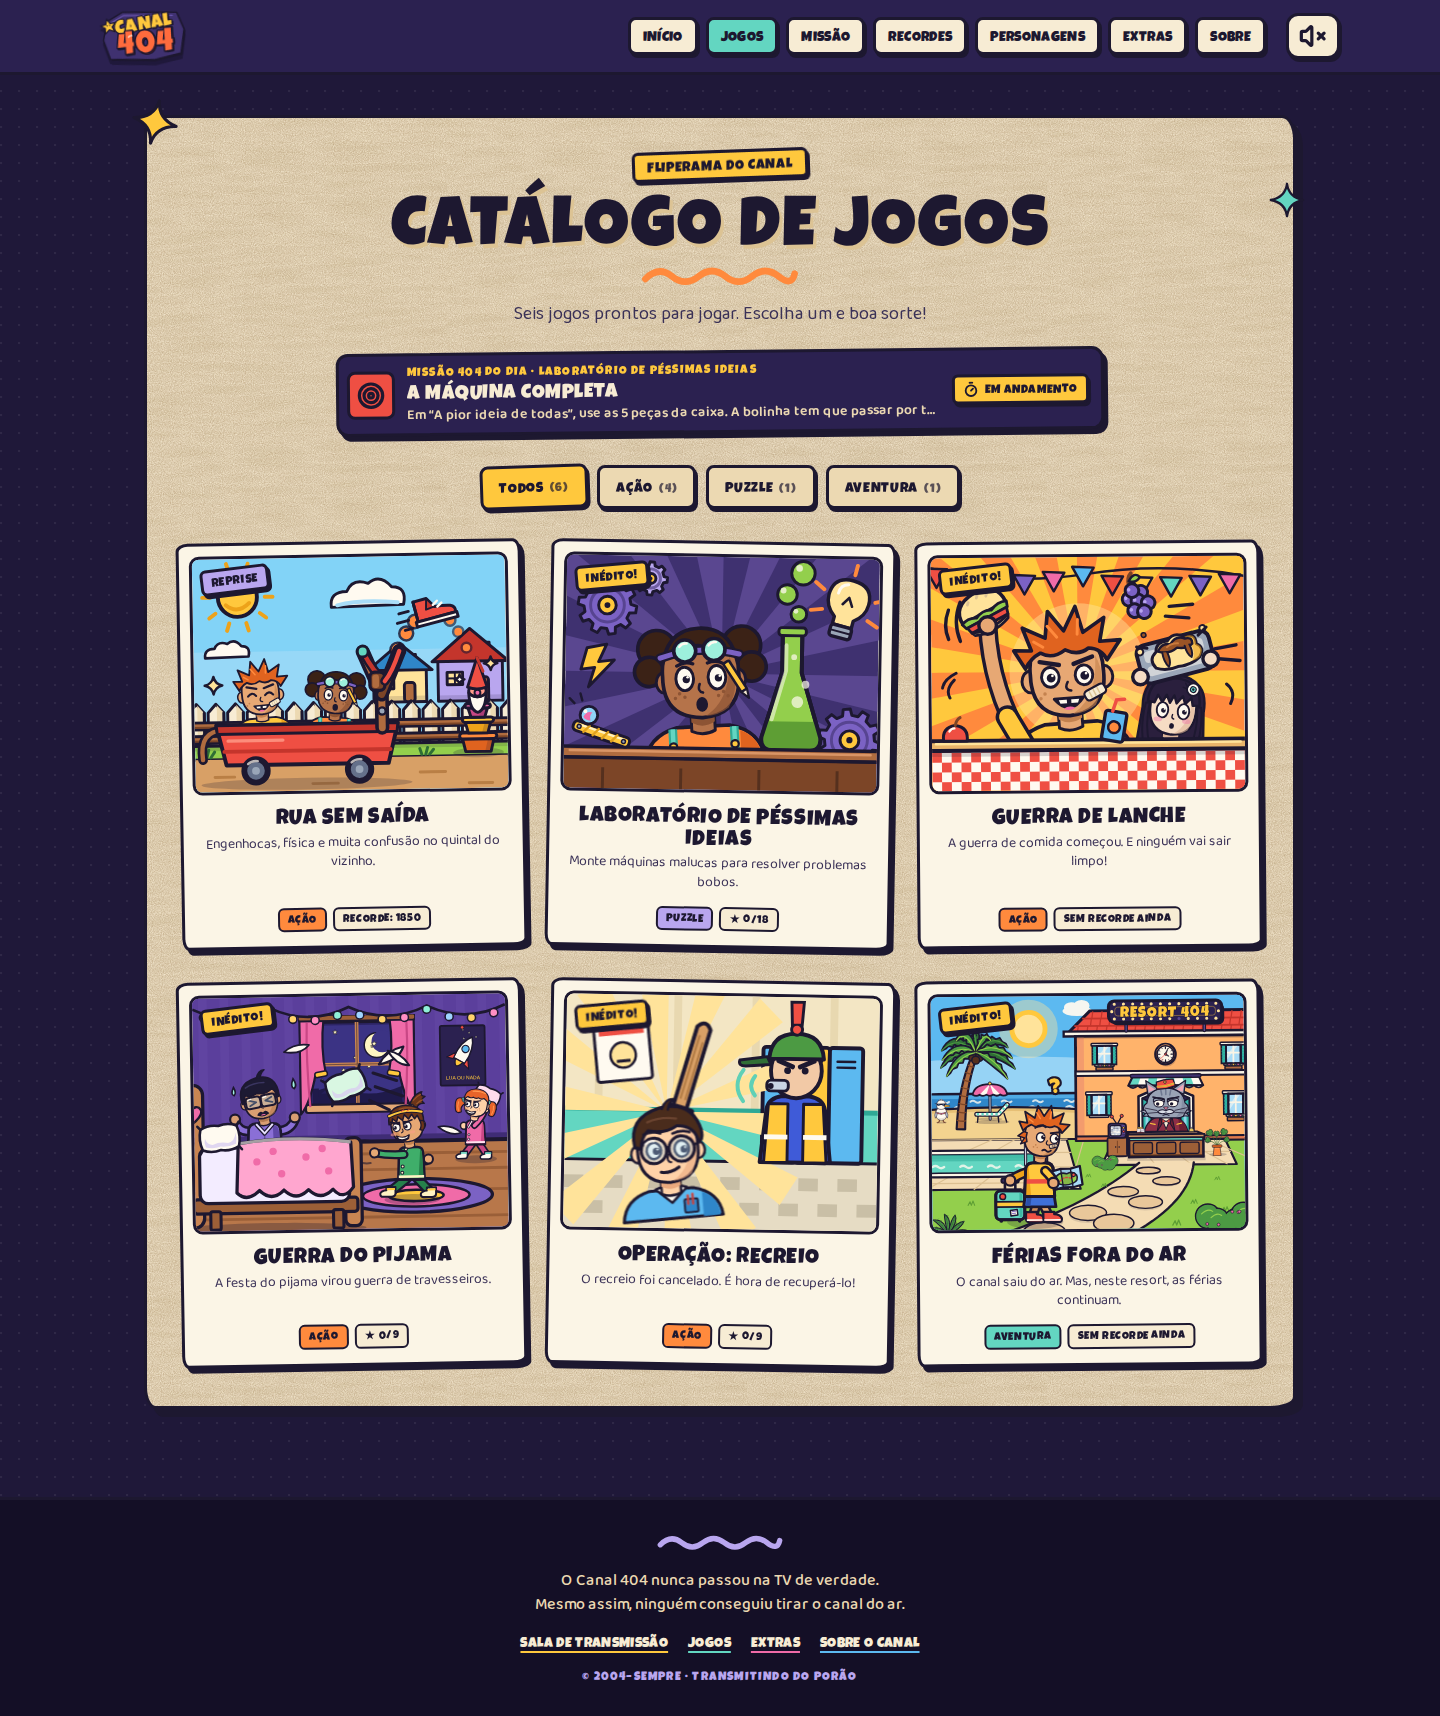 CANAL
404
INÍCIO
JOGOS
MISSÃO
RECORDES
PERSONAGENS
EXTRAS
SOBRE
FLIPERAMA DO CANAL
CATÁLOGO DE JOGOS
Seis jogos prontos para jogar. Escolha um e boa sorte!
MISSÃO 404 DO DIA · LABORATÓRIO DE PÉSSIMAS IDEIAS
A MÁQUINA COMPLETA
Em “A pior ideia de todas”, use as 5 peças da caixa. A bolinha tem que passar por t...
EM ANDAMENTO
TODOS (6)
AÇÃO (4)
PUZZLE (1)
AVENTURA (1)
REPRISE
RUA SEM SAÍDA
Engenhocas, física e muita confusão no quintal do
vizinho.
AÇÃO
RECORDE: 1850
INÉDITO!
LABORATÓRIO DE PÉSSIMAS
IDEIAS
Monte máquinas malucas para resolver problemas
bobos.
PUZZLE
★ 0/18
INÉDITO!
GUERRA DE LANCHE
A guerra de comida começou. E ninguém vai sair
limpo!
AÇÃO
SEM RECORDE AINDA
INÉDITO!
LUA OU NADA
GUERRA DO PIJAMA
A festa do pijama virou guerra de travesseiros.
AÇÃO
★ 0/9
INÉDITO!
OPERAÇÃO: RECREIO
O recreio foi cancelado. É hora de recuperá-lo!
AÇÃO
★ 0/9
INÉDITO!
RESORT 404
?
FÉRIAS FORA DO AR
O canal saiu do ar. Mas, neste resort, as férias
continuam.
AVENTURA
SEM RECORDE AINDA
O Canal 404 nunca passou na TV de verdade.
Mesmo assim, ninguém conseguiu tirar o canal do ar.
SALA DE TRANSMISSÃO
JOGOS
EXTRAS
SOBRE O CANAL
© 2004–SEMPRE · TRANSMITINDO DO PORÃO